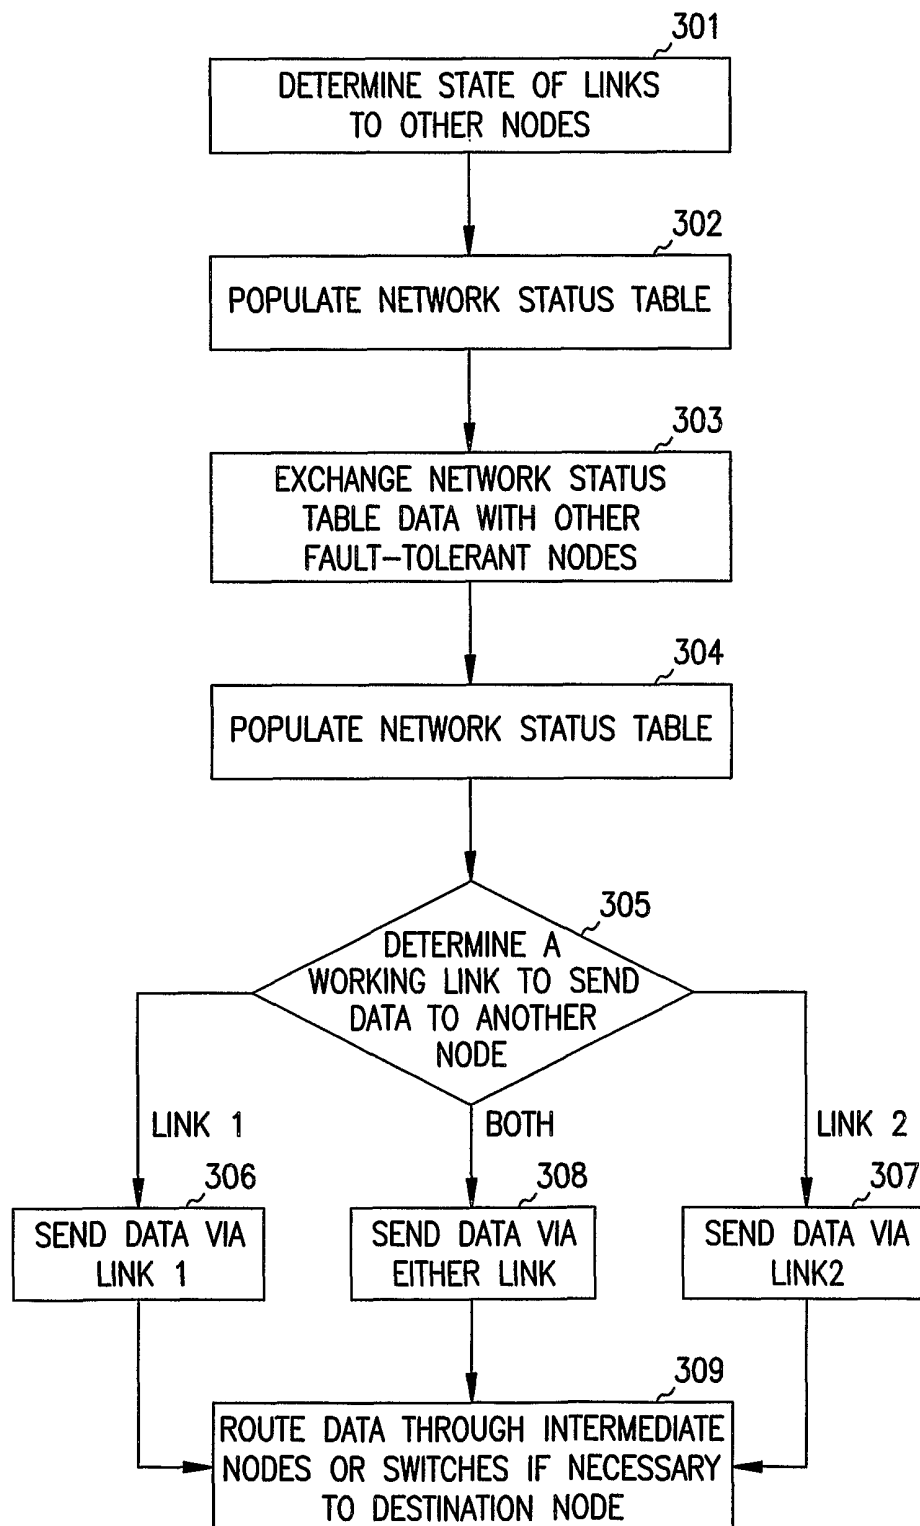 301
DETERMINE STATE OF LINKS
TO OTHER NODES
302
POPULATE NETWORK STATUS TABLE
303
EXCHANGE NETWORK STATUS
TABLE DATA WITH OTHER
FAULT-TOLERANT NODES
304
POPULATE NETWORK STATUS TABLE
305
DETERMINE A
WORKING LINK TO SEND
DATA TO ANOTHER
NODE
LINK 1
BOTH
LINK 2
306
SEND DATA VIA
LINK 1
308
SEND DATA VIA
EITHER LINK
307
SEND DATA VIA
LINK2
309
ROUTE DATA THROUGH INTERMEDIATE
NODES OR SWITCHES IF NECESSARY
TO DESTINATION NODE